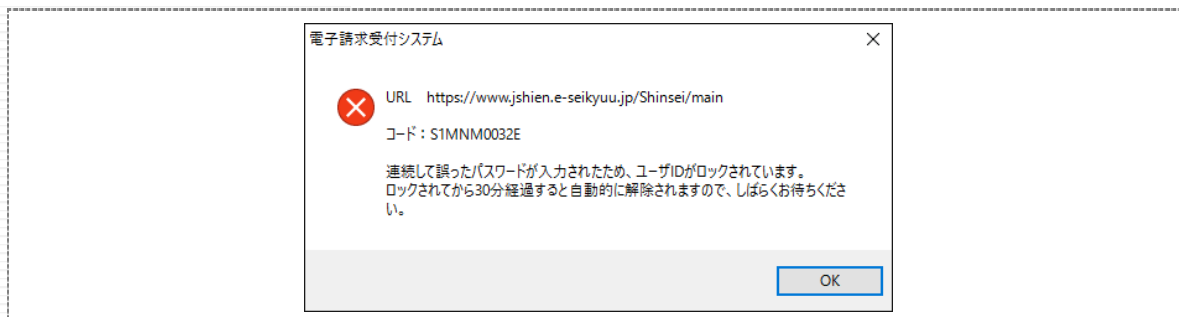 電子請求受付システム
URL　https://www.jshien.e-seikyuu.jp/Shinsei/main
コード：S1MNM0032E
連続して誤ったパスワードが入力されたため、ユーザIDがロックされています。
ロックされてから30分経過すると自動的に解除されますので、しばらくお待ちくださ
い。
OK